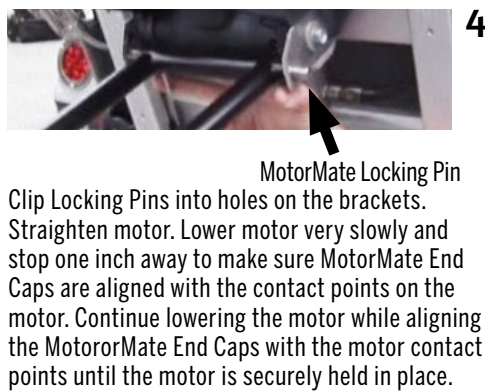 4
MotorMate Locking Pin
Clip Locking Pins into holes on the brackets.
Straighten motor. Lower motor very slowly and
stop one inch away to make sure MotorMate End
Caps are aligned with the contact points on the
motor. Continue lowering the motor while aligning
the MotororMate End Caps with the motor contact
points until the motor is securely held in place.